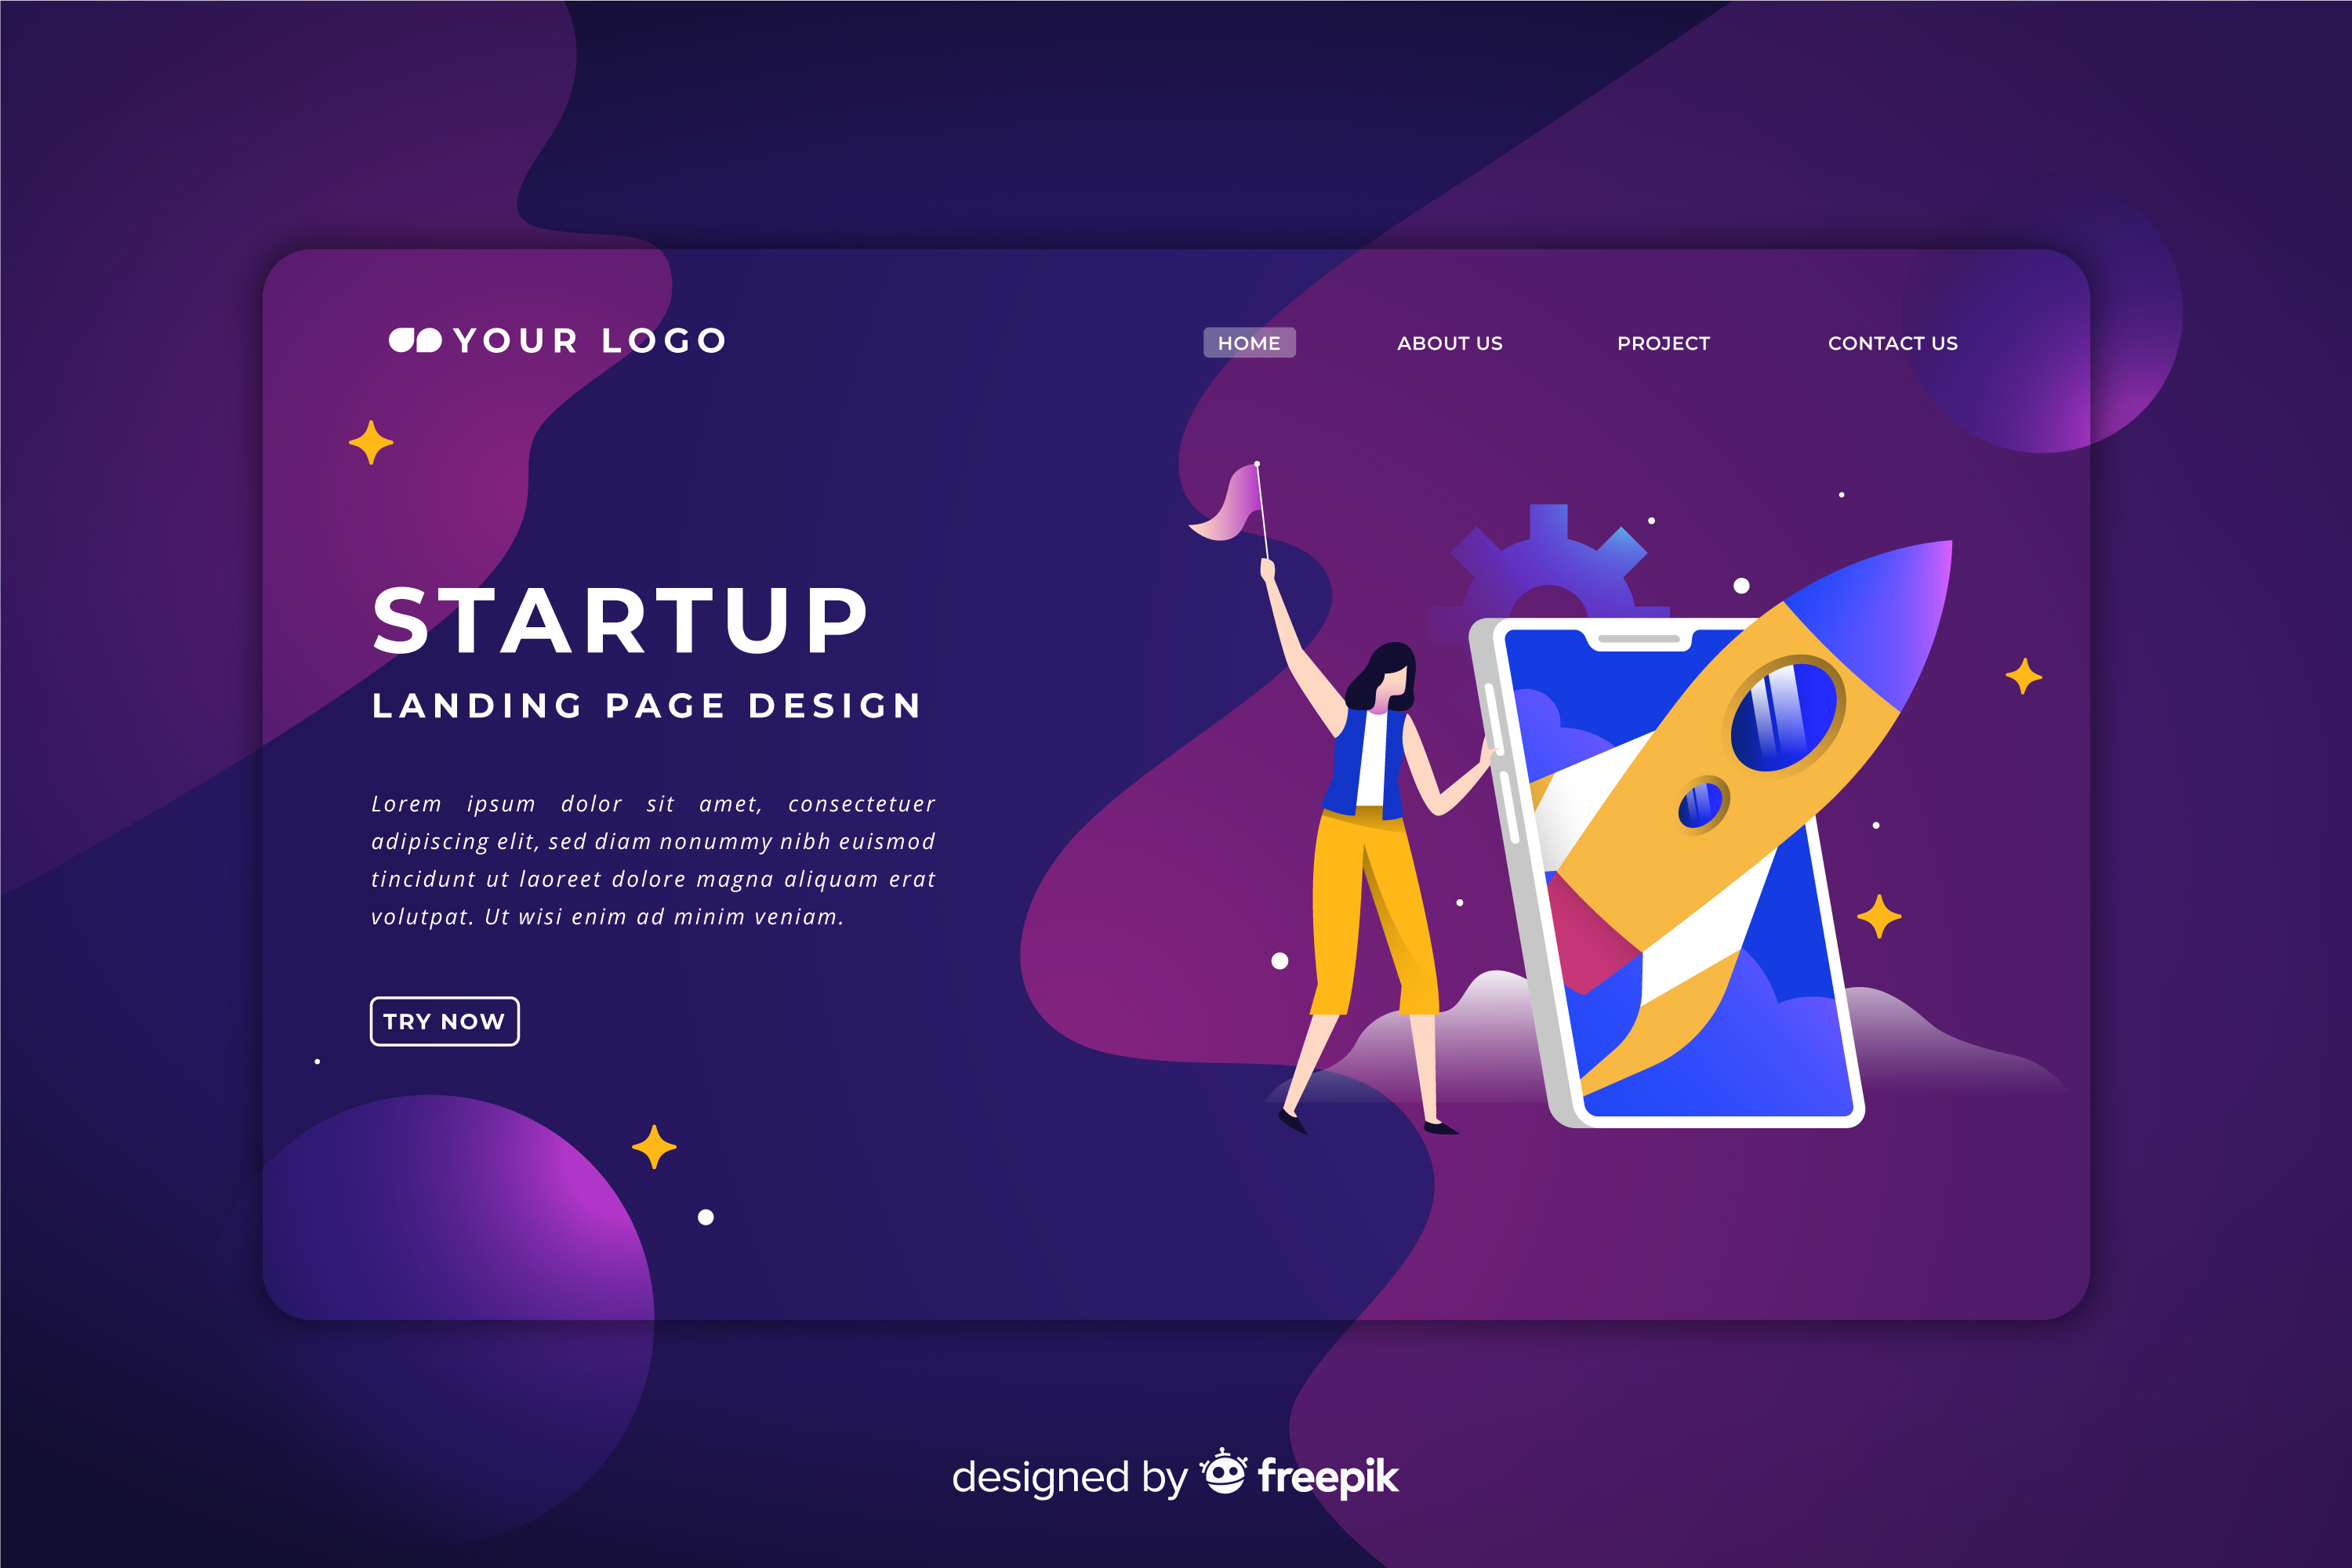 YOUR LOGO
HOME ABOUT US PROJECT CONTACT US
STARTUP
LANDING PAGE DESIGN
Lorem ipsum dolor sit amet, consectetuer
adipiscing elit, sed diam nonummy nibh euismod
tincidunt ut laoreet dolore magna aliquam erat
volutpat. Ut wisi enim ad minim veniam.
TRY NOW
designed by freepik